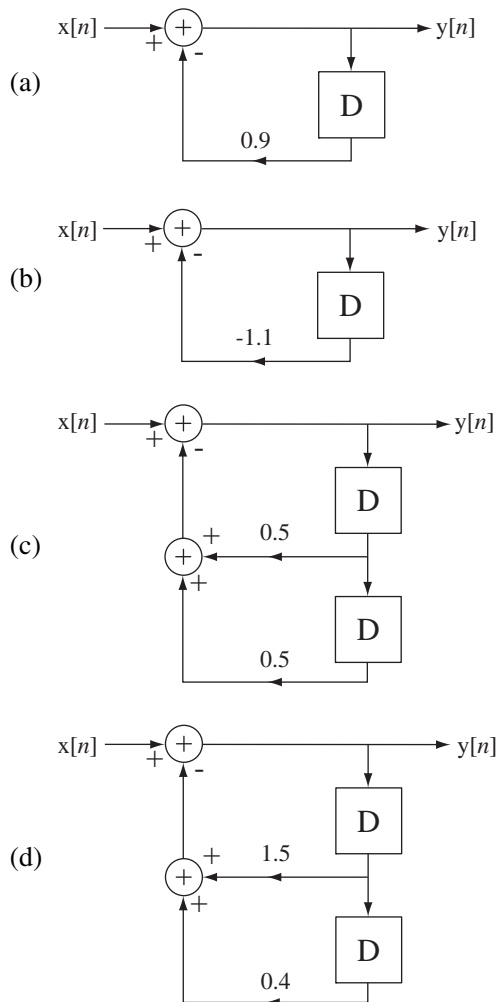 x[n] + + - y[n]
(a) D
0.9
x[n] + + - y[n]
(b) D
-1.1
x[n] + + - y[n]
D
(c) + + 0.5
+
D
0.5
x[n] + + - y[n]
D
(d) + + 1.5
+
D
0.4